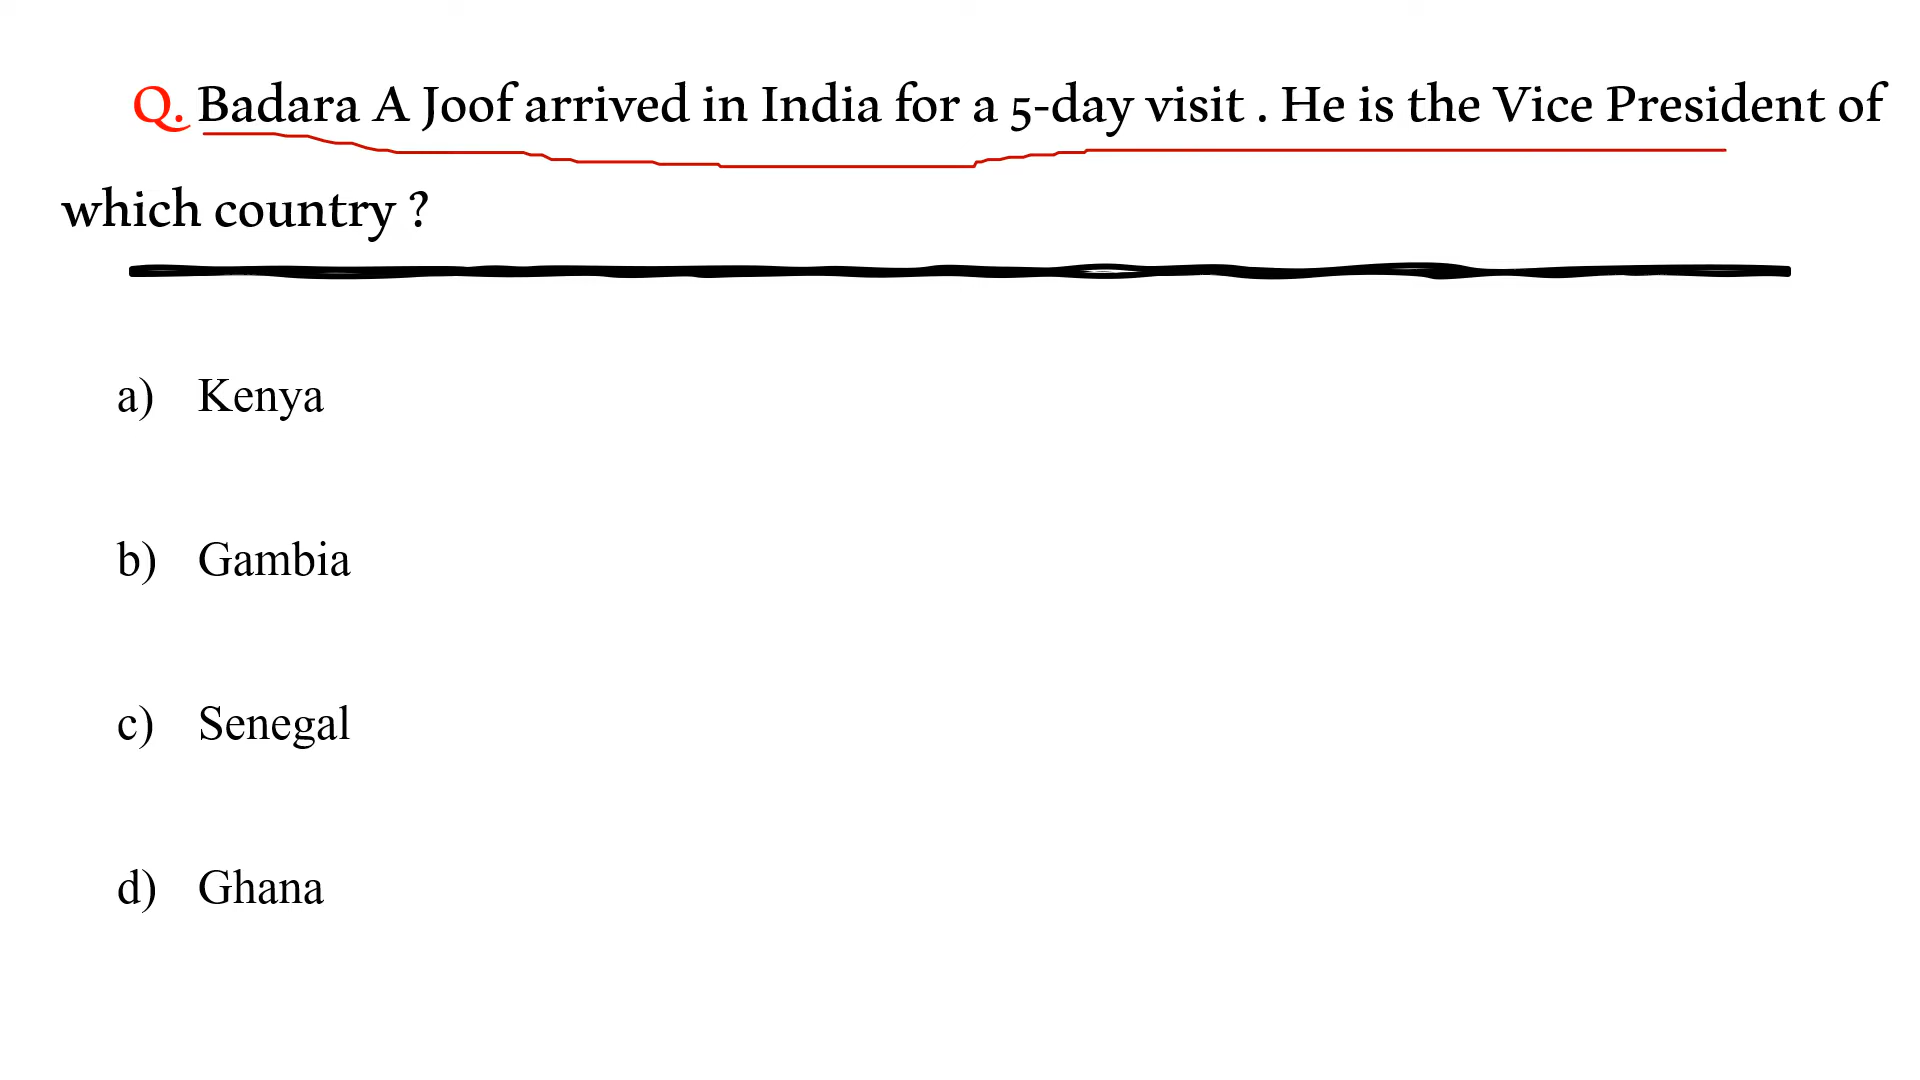 Q. Badara A Joof arrived in India for a 5-day visit . He is the Vice President of
which country ?
a) Kenya
b) Gambia
c) Senegal
d) Ghana